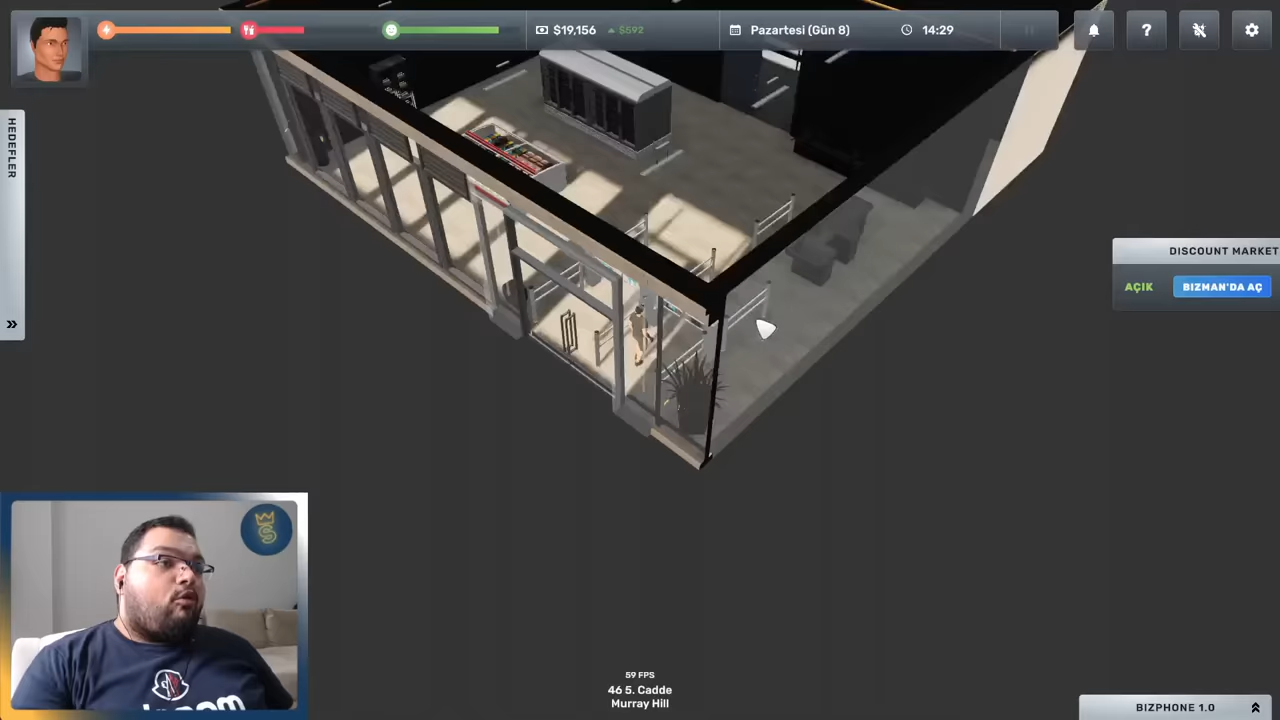 $19,156
$592
Pazartesi (Gün 8)
14:29
?
HEDEFLER
DISCOUNT MARKET
AÇIK
BIZMAN'DA AÇ
59 FPS
46 5. Cadde
Murray Hill
BIZPHONE 1.0